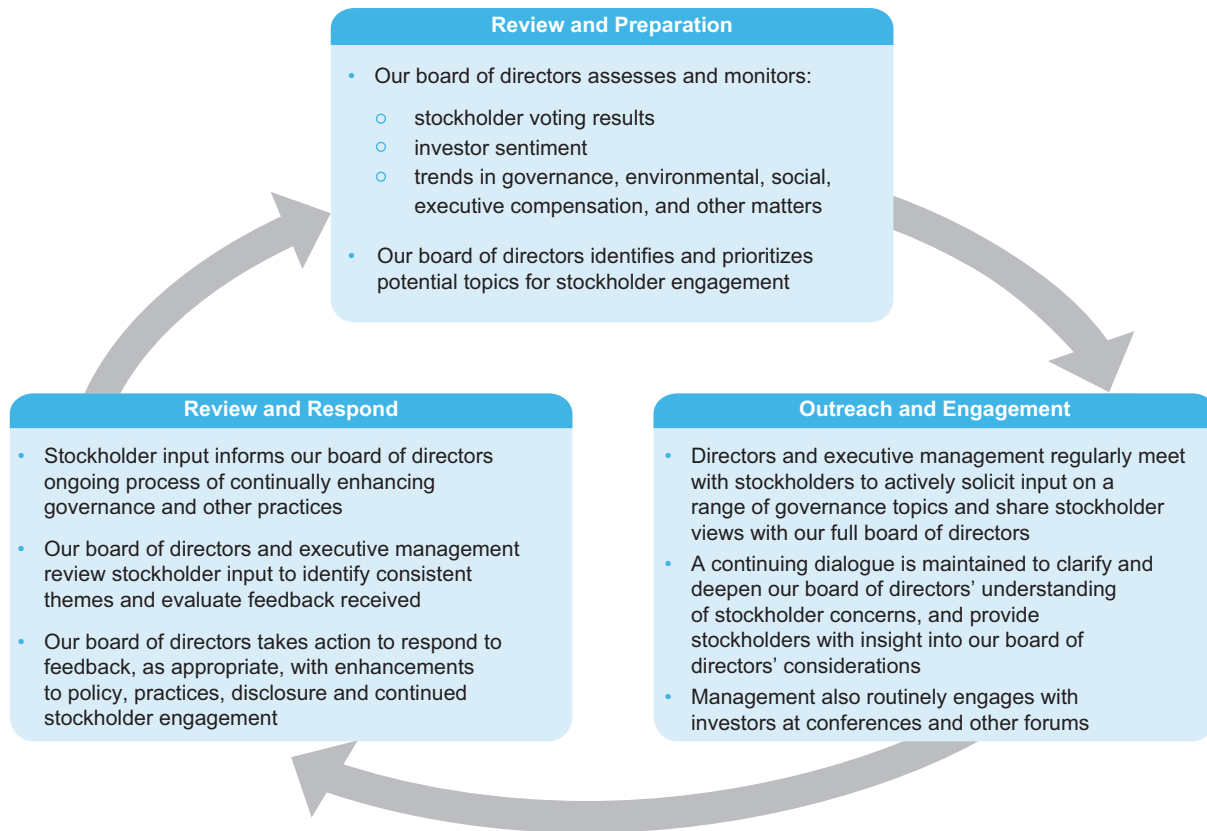 Review and Preparation
• Our board of directors assesses and monitors:
○ stockholder voting results
○ investor sentiment
○ trends in governance, environmental, social,
executive compensation, and other matters
• Our board of directors identifies and prioritizes
potential topics for stockholder engagement
Outreach and Engagement
• Directors and executive management regularly meet
with stockholders to actively solicit input on a
range of governance topics and share stockholder
views with our full board of directors
• A continuing dialogue is maintained to clarify and
deepen our board of directors’ understanding
of stockholder concerns, and provide
stockholders with insight into our board of
directors’ considerations
• Management also routinely engages with
investors at conferences and other forums
Review and Respond
• Stockholder input informs our board of directors
ongoing process of continually enhancing
governance and other practices
• Our board of directors and executive management
review stockholder input to identify consistent
themes and evaluate feedback received
• Our board of directors takes action to respond to
feedback, as appropriate, with enhancements
to policy, practices, disclosure and continued
stockholder engagement